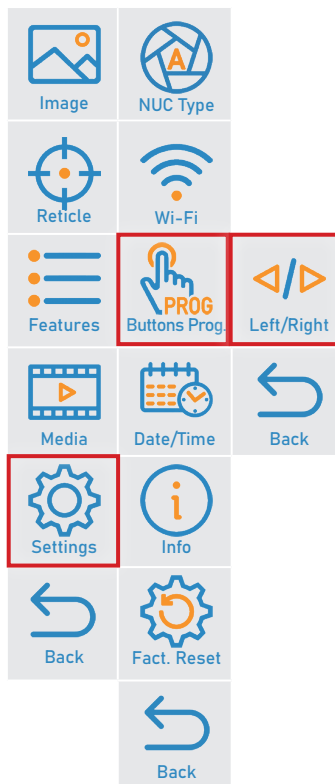 Image
NUC Type
Reticle
Wi-Fi
Features
PROG
Buttons Prog.
Left/Right
Media
Date/Time
Back
Settings
Info
Back
Fact. Reset
Back